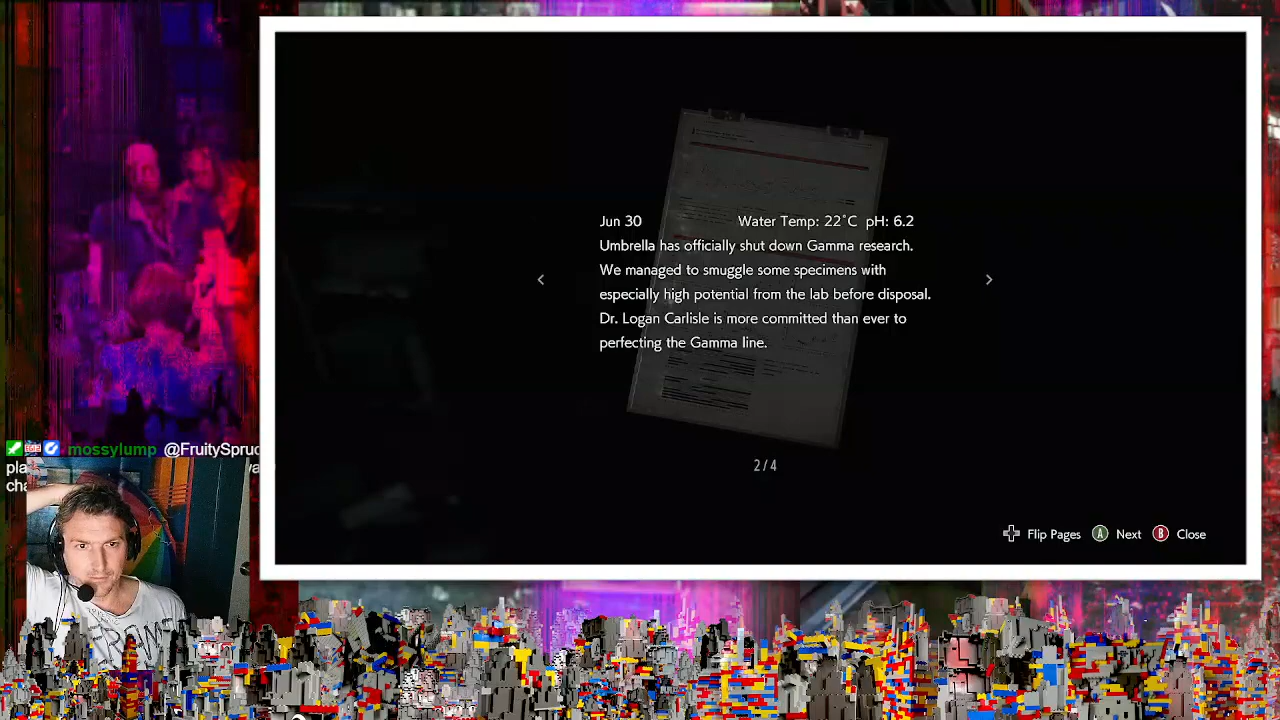 Jun 30 Water Temp: 22°C pH: 6.2
Umbrella has officially shut down Gamma research.
We managed to smuggle some specimens with
especially high potential from the lab before disposal.
Dr. Logan Carlisle is more committed than ever to
perfecting the Gamma line.
2/4
Flip Pages A Next B Close
mossylump @FruitySpruc
pla
cha